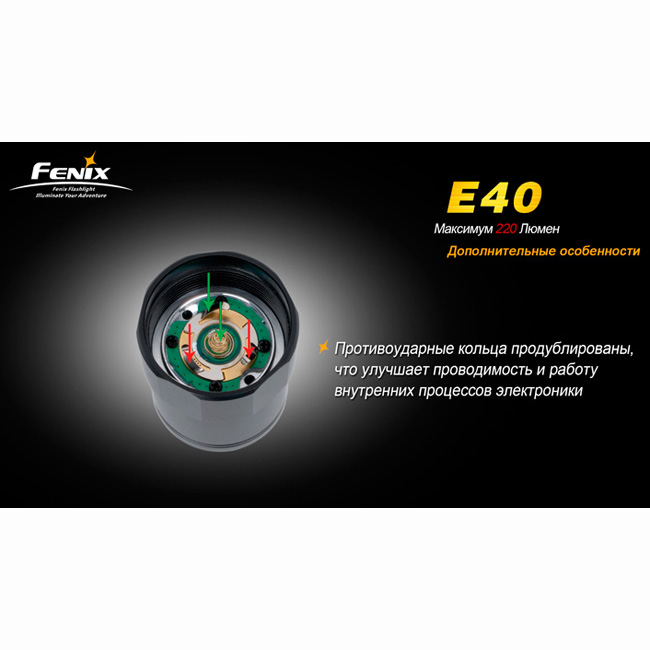 FENIX
Fenix Flashlight
Illuminate Your Adventure
E40
Максимум 220 Люмен
Дополнительные особенности
Противоударные кольца продублированы,
что улучшает проводимость и работу
внутренних процессов электроники